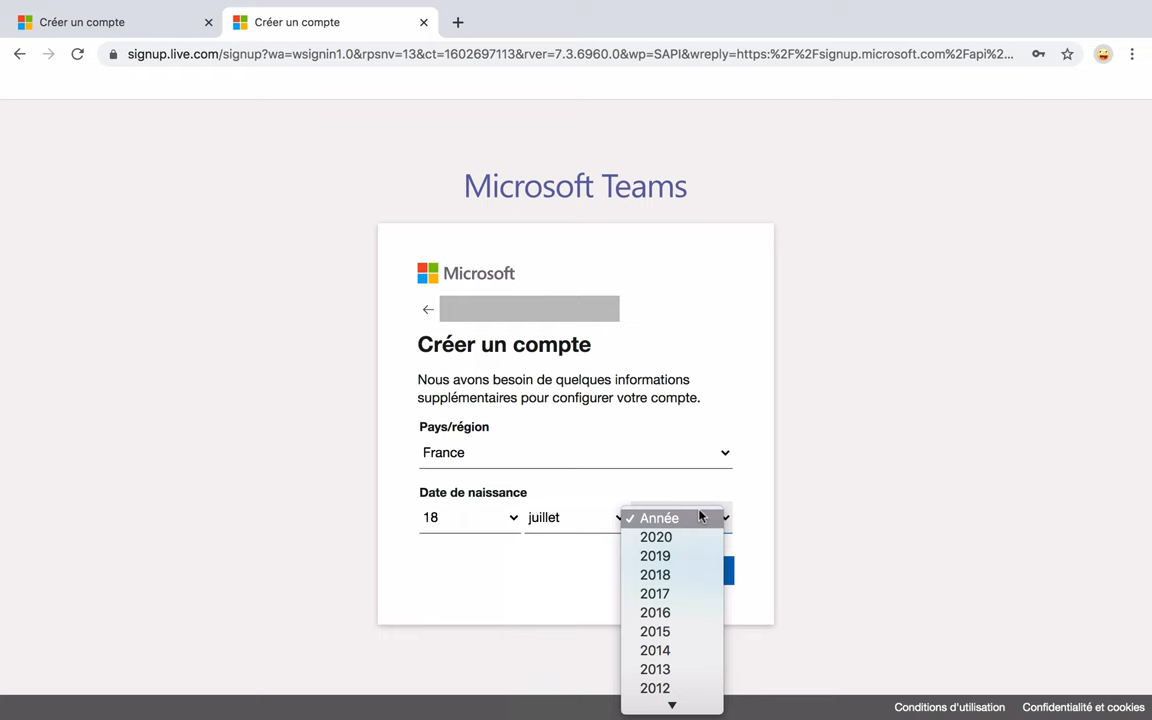 Créer un compte
Créer un compte
signup.live.com/signup?wa=wsignin1.0&rpsnv=13&ct=1602697113&rver=7.3.6960.0&wp=SAPI&wreply=https:%2F%2Fsignup.microsoft.com%2Fapi%2...
Microsoft Teams
Microsoft
Créer un compte
Nous avons besoin de quelques informations
supplémentaires pour configurer votre compte.
Pays/région
France
Date de naissance
18 juillet ✓ Année
2020
2019
2018
2017
2016
2015
2014
2013
2012
Conditions d'utilisation Confidentialité et cookies